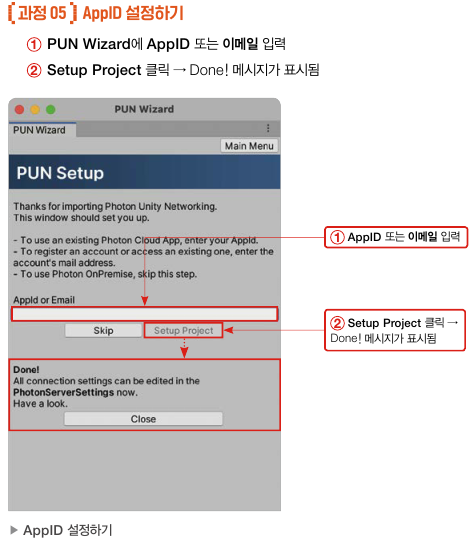 [과정 05] AppID 설정하기
① PUN Wizard에 AppID 또는 이메일 입력
② Setup Project 클릭 → Done! 메시지가 표시됨
PUN Wizard
PUN Wizard
Main Menu
PUN Setup
Thanks for importing Photon Unity Networking.
This window should set you up.
- To use an existing Photon Cloud App, enter your AppId.
- To register an account or access an existing one, enter the
account's mail address.
- To use Photon OnPremise, skip this step.
① AppID 또는 이메일 입력
AppId or Email
Skip
Setup Project
② Setup Project 클릭 →
Done! 메시지가 표시됨
Done!
All connection settings can be edited in the
PhotonServerSettings now.
Have a look.
Close
▶ AppID 설정하기